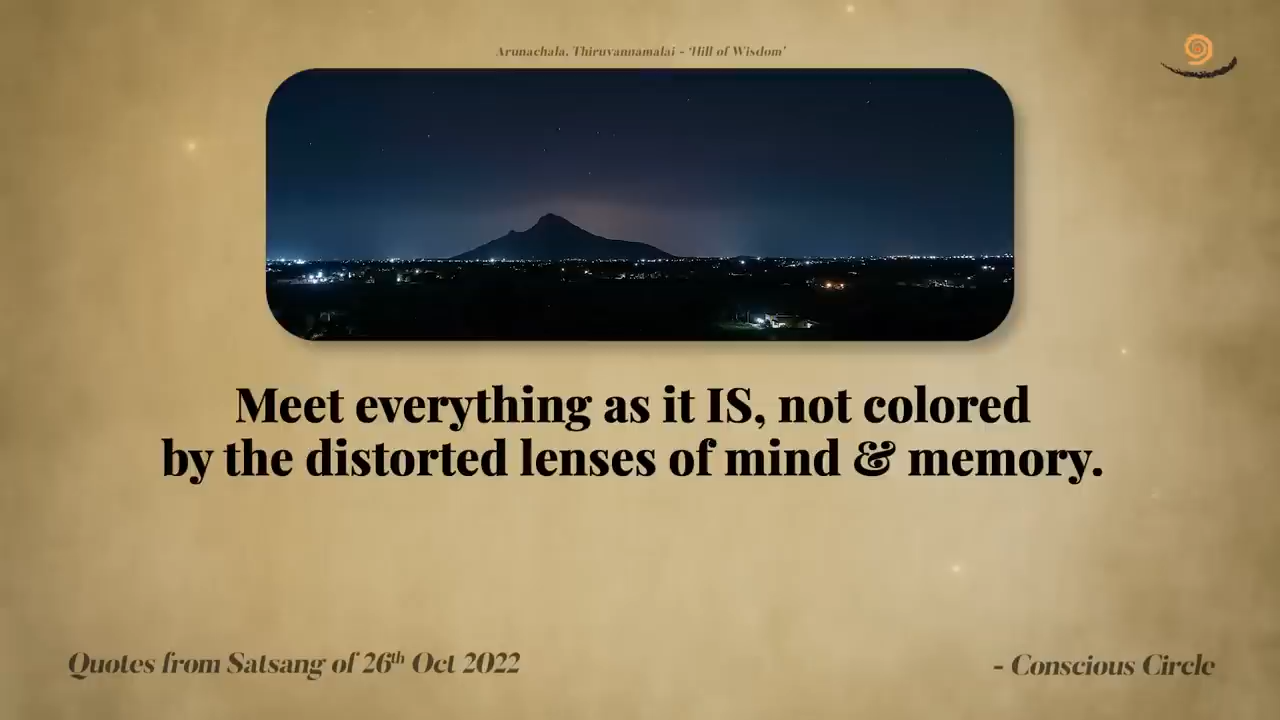 Arunachala, Thiruvannamalai - 'Hill of Wisdom'
Meet everything as it IS, not colored
by the distorted lenses of mind & memory.
Quotes from Satsang of 26th Oct 2022
- Conscious Circle